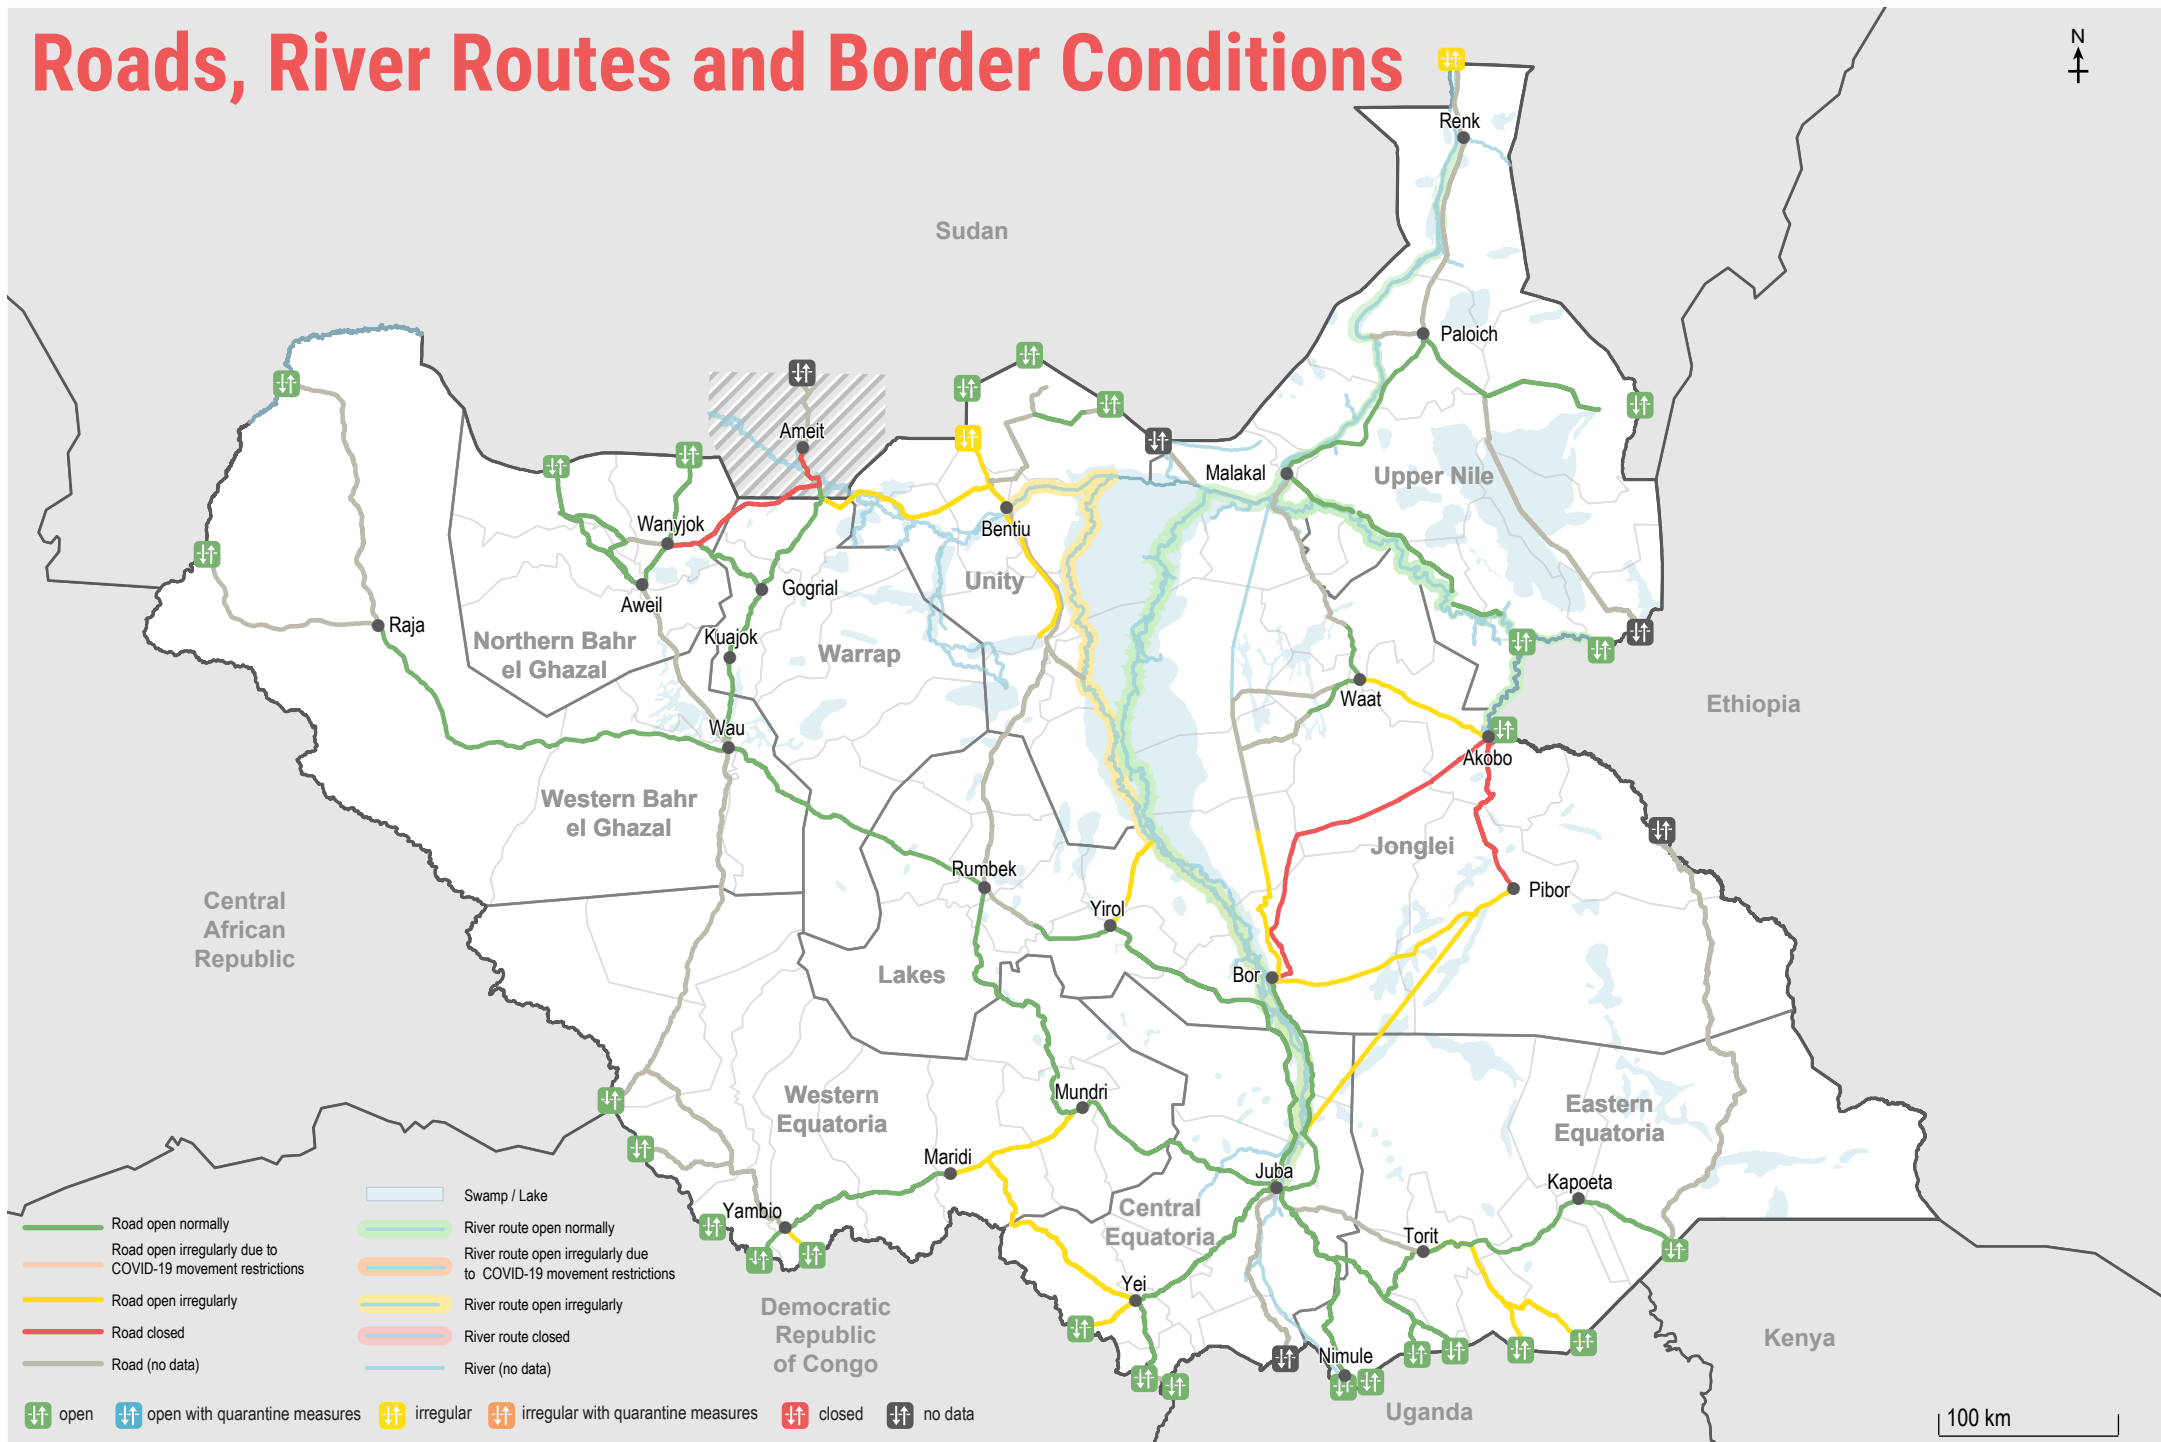 Roads, River Routes and Border Conditions
N
Renk
Sudan
Paloich
Ameit
Malakal
Upper Nile
Wanyjok
Bentiu
Unity
Gogrial
Aweil
Raja
Kuajok
Northern Bahr
el Ghazal
Warrap
Waat
Ethiopia
Wau
Akobo
Western Bahr
el Ghazal
Jonglei
Rumbek
Pibor
Yirol
Central
African
Republic
Lakes
Bor
Mundri
Western
Equatoria
Eastern
Equatoria
Maridi
Juba
Kapoeta
Yambio
Central
Equatoria
Torit
Yei
Democratic
Republic
of Congo
Nimule
Kenya
Uganda
Road open normally
Road open irregularly due to
COVID-19 movement restrictions
Road open irregularly
Road closed
Road (no data)
Swamp / Lake
River route open normally
River route open irregularly due
to COVID-19 movement restrictions
River route open irregularly
River route closed
River (no data)
open
open with quarantine measures
irregular
irregular with quarantine measures
closed
no data
100 km